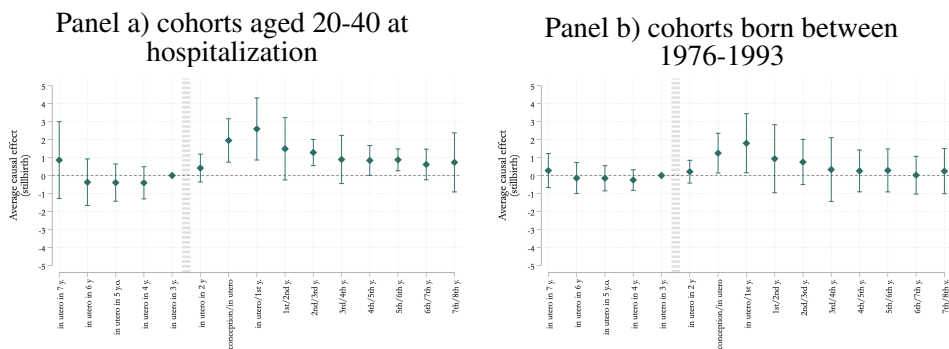 Panel a) cohorts aged 20-40 at
hospitalization
Average causal effect
(stillbirth)
5
4
3
2
1
0
-1
-2
-3
-4
-5
in utero in 7 y.
in utero in 6 y
in utero in 5 y.o.
in utero in 4 y.
in utero in 3 y.
in utero in 2 y
conception/in utero
in utero/1st y.
1st/2nd y.
2nd/3rd y.
3rd/4th y.
4th/5th y.
5th/6th y.
6th/7th y.
7th/8th y.
Panel b) cohorts born between
1976-1993
Average causal effect
(stillbirth)
5
4
3
2
1
0
-1
-2
-3
-4
-5
in utero in 7 y.
in utero in 6 y
in utero in 5 y.o.
in utero in 4 y.
in utero in 3 y.
in utero in 2 y
conception/in utero
in utero/1st y.
1st/2nd y.
2nd/3rd y.
3rd/4th y.
4th/5th y.
5th/6th y.
6th/7th y.
7th/8th y.